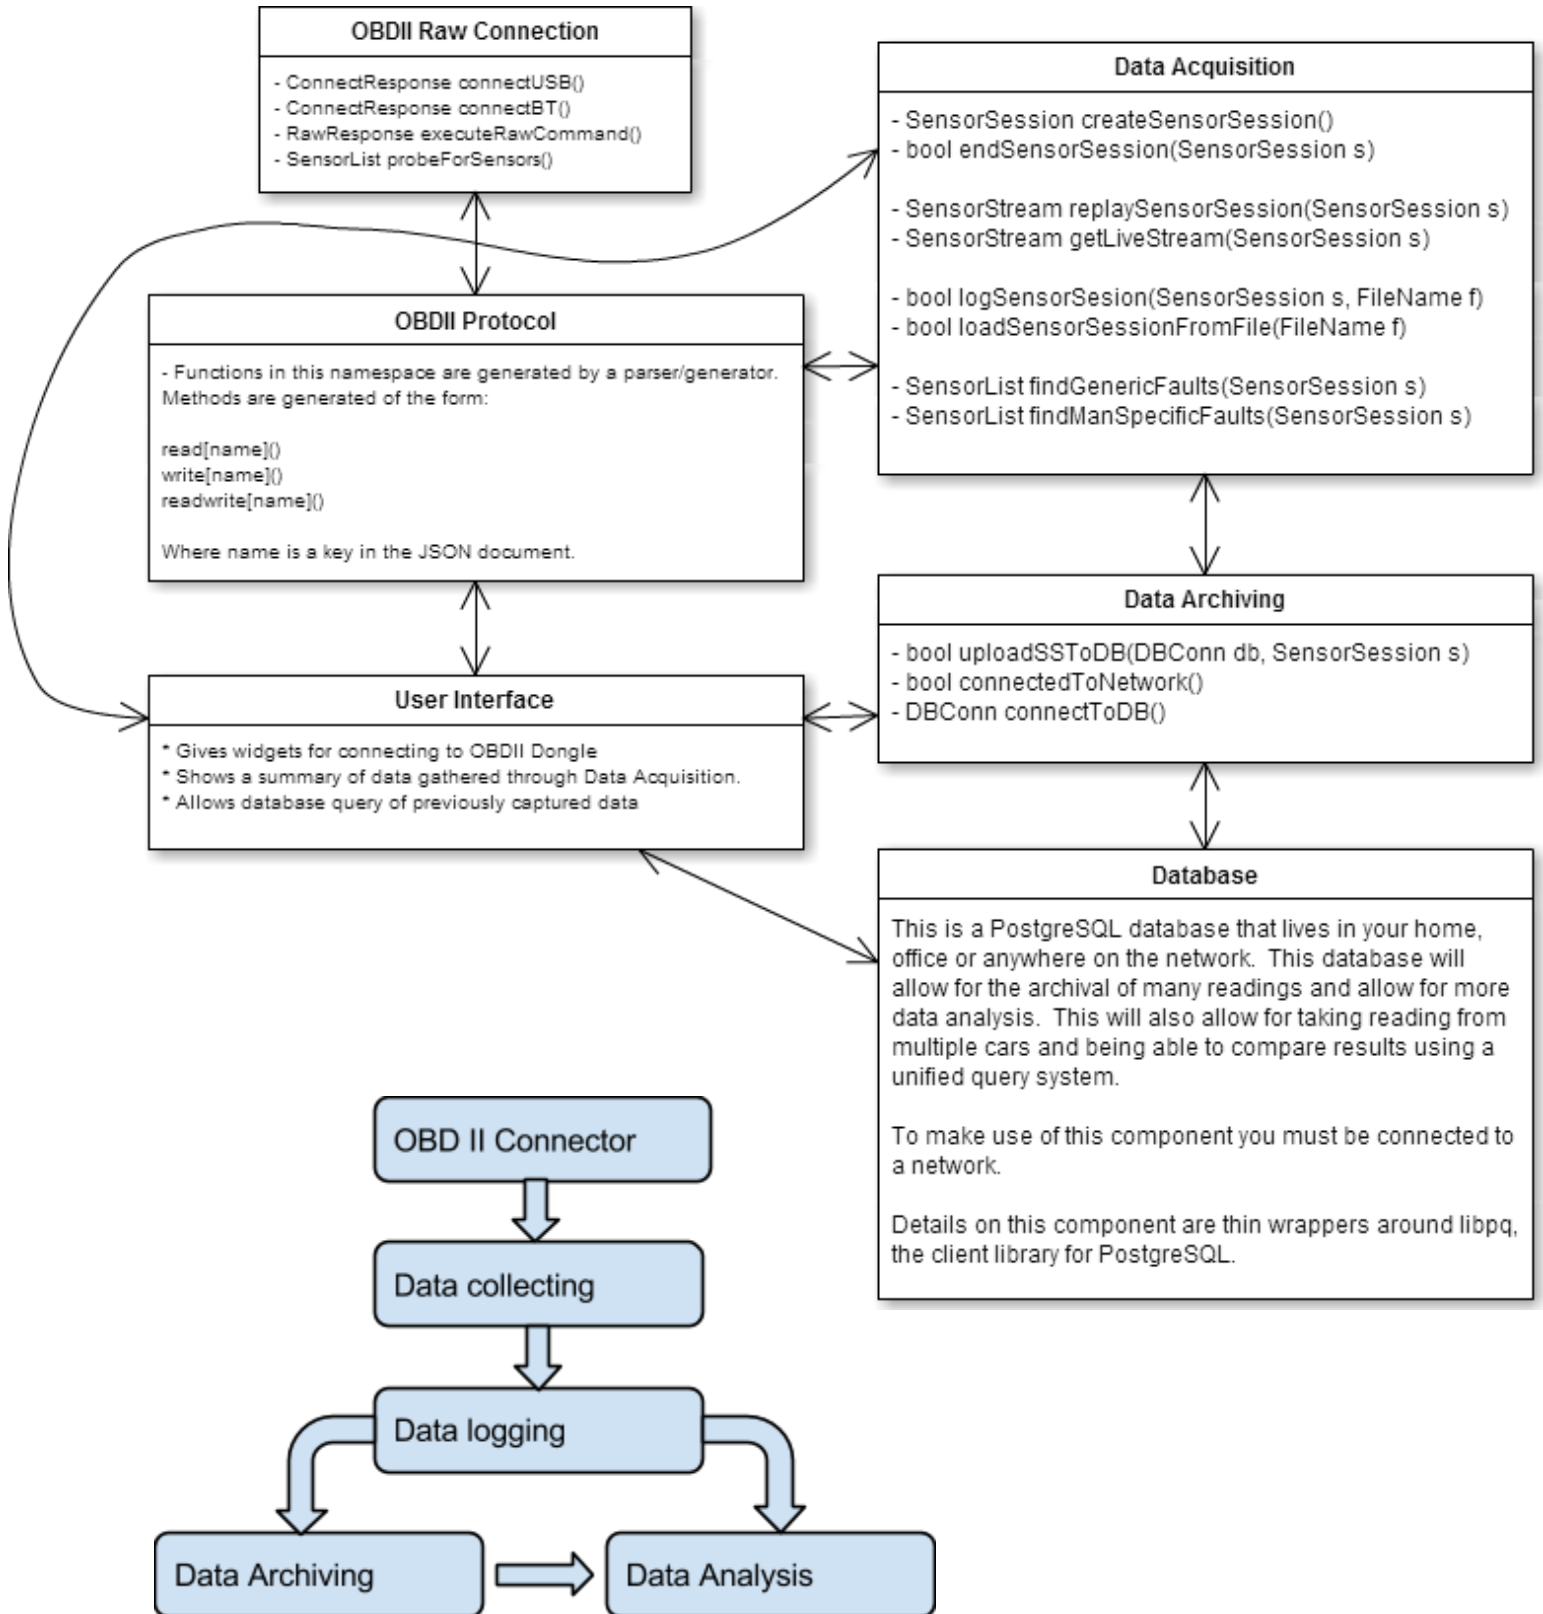 OBDII Raw Connection
- ConnectResponse connectUSB()
- ConnectResponse connectBT()
- RawResponse executeRawCommand()
- SensorList probeForSensors()
Data Acquisition
- SensorSession createSensorSession()
- bool endSensorSession(SensorSession s)
- SensorStream replaySensorSession(SensorSession s)
- SensorStream getLiveStream(SensorSession s)
- bool logSensorSesion(SensorSession s, FileName f)
- bool loadSensorSessionFromFile(FileName f)
- SensorList findGenericFaults(SensorSession s)
- SensorList findManSpecificFaults(SensorSession s)
OBDII Protocol
- Functions in this namespace are generated by a parser/generator.
Methods are generated of the form:
read[name]()
write[name]()
readwrite[name]()
Where name is a key in the JSON document.
Data Archiving
- bool uploadSSToDB(DBConn db, SensorSession s)
- bool connectedToNetwork()
- DBConn connectToDB()
User Interface
* Gives widgets for connecting to OBDII Dongle
* Shows a summary of data gathered through Data Acquisition.
* Allows database query of previously captured data
Database
This is a PostgreSQL database that lives in your home,
office or anywhere on the network.  This database will
allow for the archival of many readings and allow for more
data analysis.  This will also allow for taking reading from
multiple cars and being able to compare results using a
unified query system.
To make use of this component you must be connected to
a network.
Details on this component are thin wrappers around libpq,
the client library for PostgreSQL.
OBD II Connector
Data collecting
Data logging
Data Archiving
Data Analysis